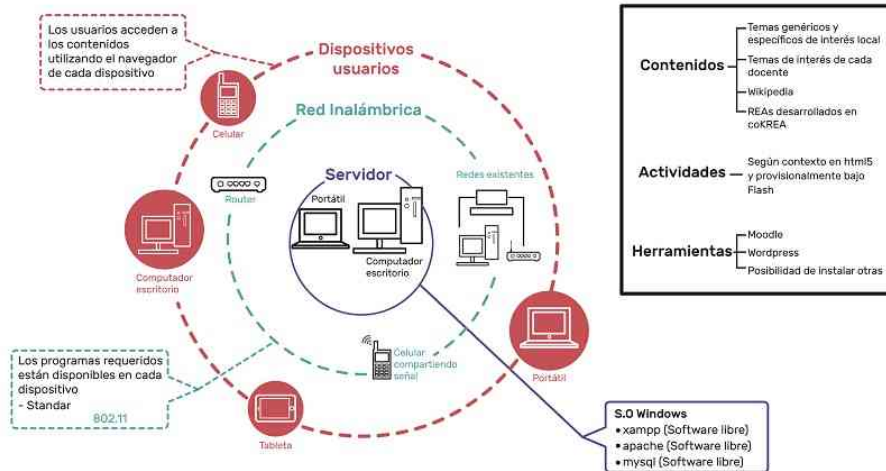 Los usuarios acceden a
los contenidos
utilizando el navegador
de cada dispositivo
Dispositivos
usuarios
Celular
Red Inalámbrica
Router
Servidor
Portátil
Computador
escritorio
Redes existentes
Computador
escritorio
Celular
compartiendo
señal
Portátil
Tableta
Los programas requeridos
están disponibles en cada
dispositivo
- Standar
802.11
S.O Windows
• xampp (Software libre)
• apache (Software libre)
• mysql (Software libre)
Contenidos
Temas genéricos y
específicos de interés local
Temas de interés de cada
docente
Wikipedia
REAs desarrollados en
coKREA
Actividades
Según contexto en html5
y provisionalmente bajo
Flash
Herramientas
Moodle
Wordpress
Posibilidad de instalar otras